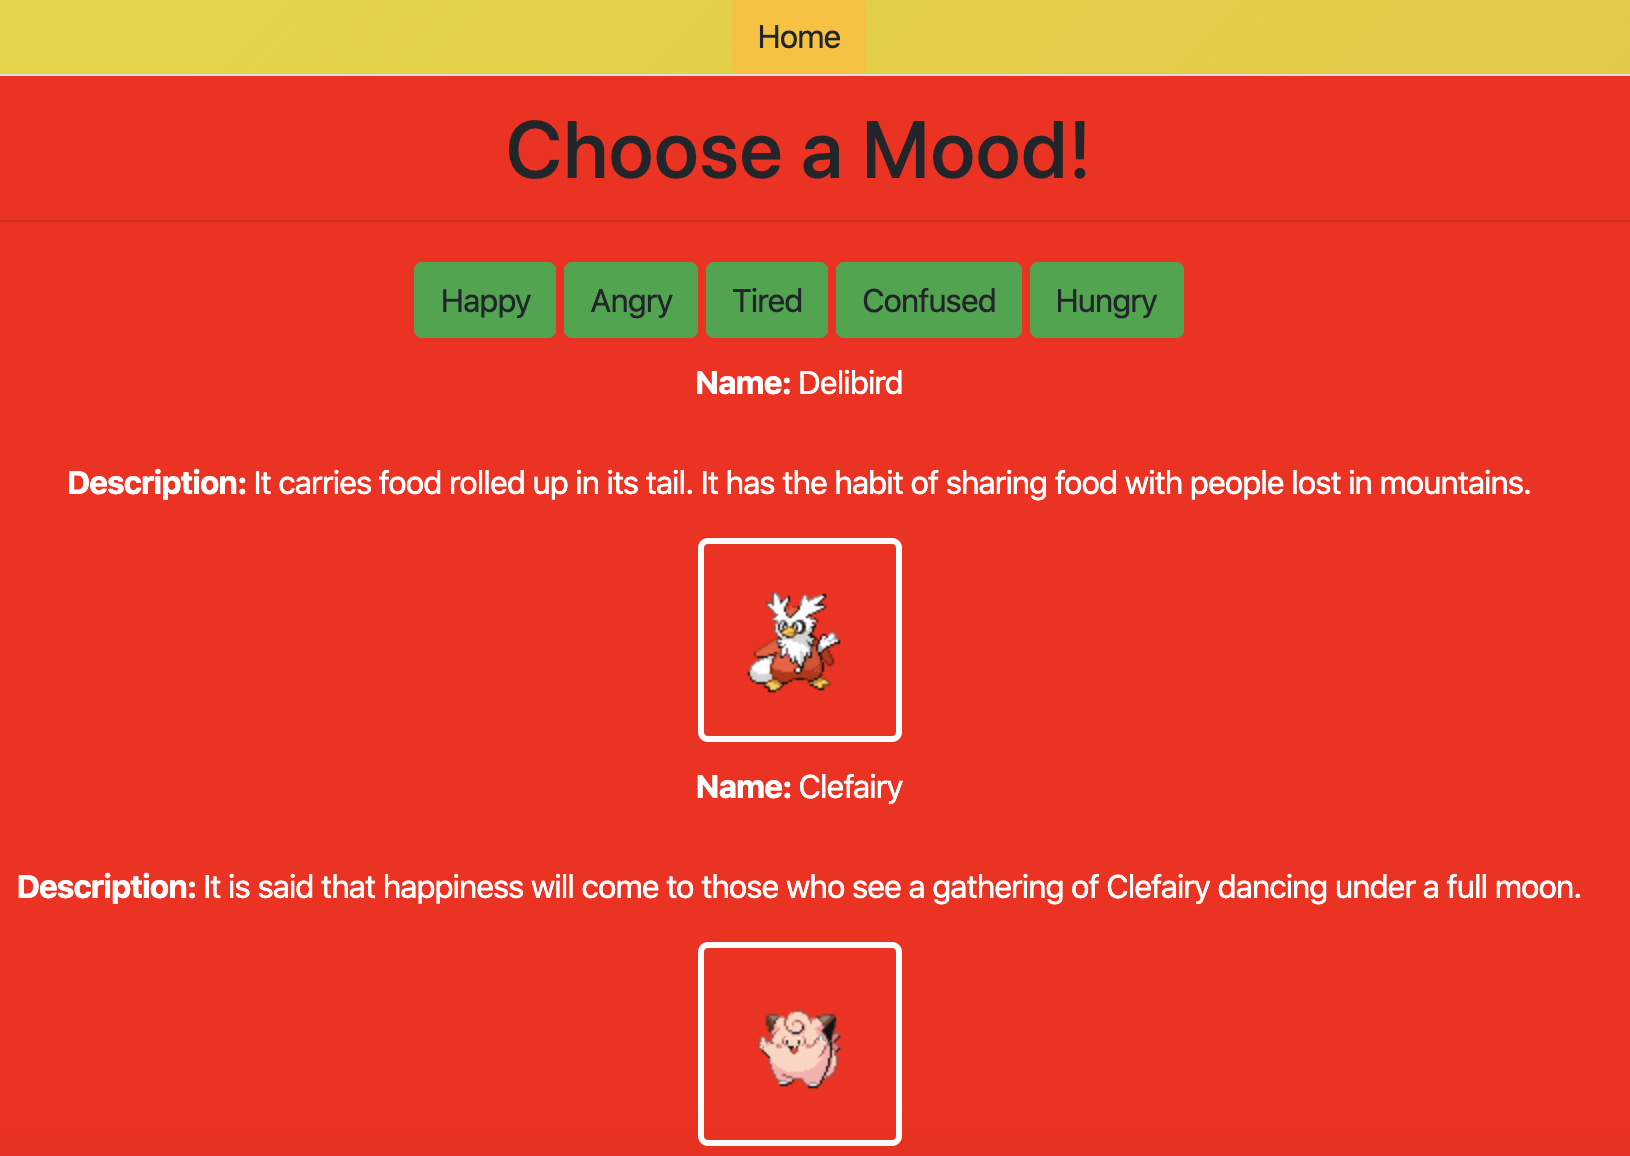 Home
Choose a Mood!
Happy Angry Tired Confused Hungry
Name: Delibird
Description: It carries food rolled up in its tail. It has the habit of sharing food with people lost in mountains.
Name: Clefairy
Description: It is said that happiness will come to those who see a gathering of Clefairy dancing under a full moon.